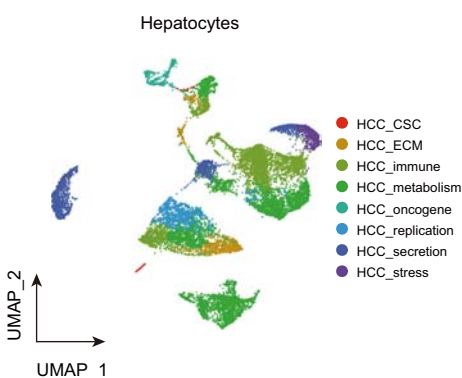 Hepatocytes
HCC_CSC
HCC_ECM
HCC_immune
HCC_metabolism
HCC_oncogene
HCC_replication
HCC_secretion
HCC_stress
UMAP_2
UMAP_1